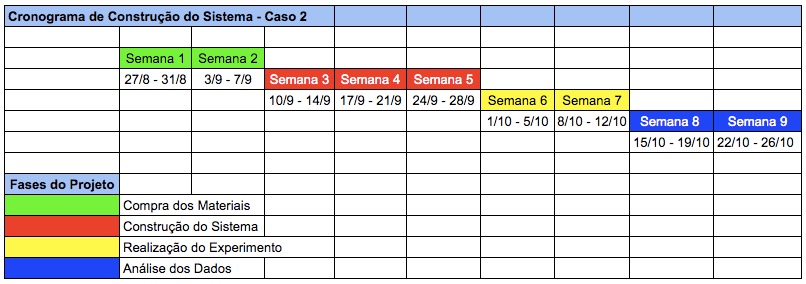 Cronograma de Construção do Sistema - Caso 2
Semana 1 Semana 2
27/8 - 31/8 3/9 - 7/9 Semana 3 Semana 4 Semana 5
10/9 - 14/9 17/9 - 21/9 24/9 - 28/9 Semana 6 Semana 7
1/10 - 5/10 8/10 - 12/10 Semana 8 Semana 9
15/10 - 19/10 22/10 - 26/10
Fases do Projeto
Compra dos Materiais
Construção do Sistema
Realização do Experimento
Análise dos Dados